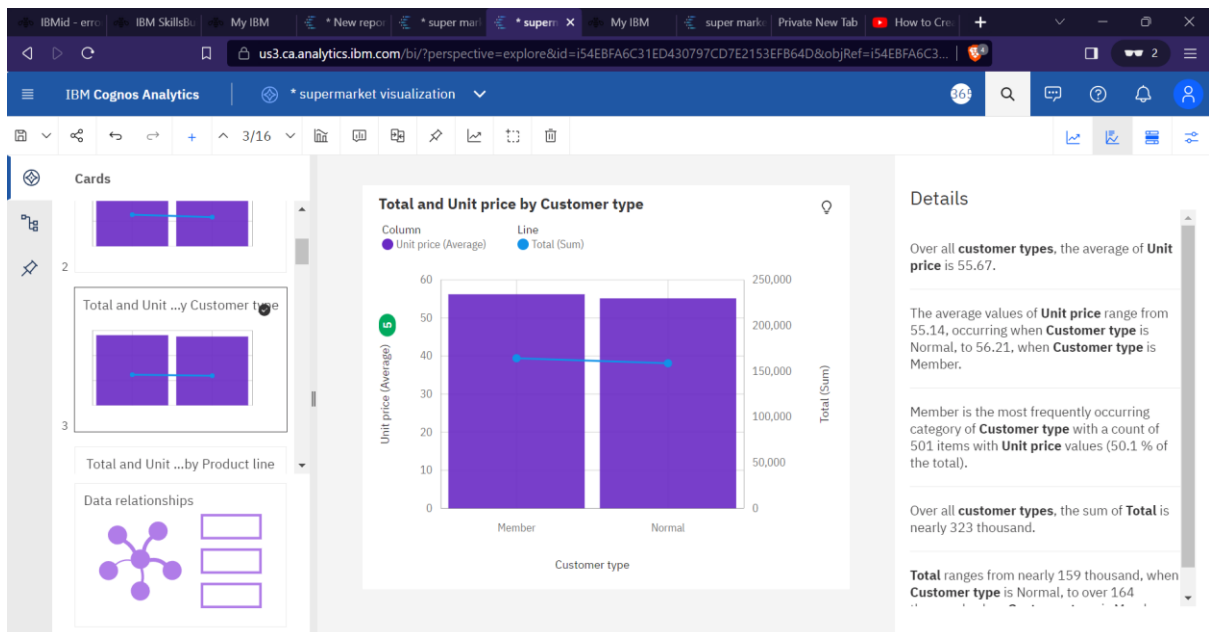 IBMid - erro
IBM SkillsBu
My IBM
* New repor
* super mark
* superm
My IBM
super marke
Private New Tab
How to Crea
us3.ca.analytics.ibm.com/bi/?perspective=explore&id=i54EBFA6C31ED430797CD7E2153EFB64D&objRef=i54EBFA6C3...
4
2
IBM Cognos Analytics
* supermarket visualization
365
3/16
Cards
2
Total and Unit ...y Customer type
3
Total and Unit ...by Product line
Data relationships
Total and Unit price by Customer type
Column
Unit price (Average)
Line
Total (Sum)
60
50
40
30
20
10
0
Unit price (Average)
5
250,000
200,000
150,000
100,000
50,000
0
Total (Sum)
Member
Normal
Customer type
Details
Over all customer types, the average of Unit
price is 55.67.
The average values of Unit price range from
55.14, occurring when Customer type is
Normal, to 56.21, when Customer type is
Member.
Member is the most frequently occurring
category of Customer type with a count of
501 items with Unit price values (50.1 % of
the total).
Over all customer types, the sum of Total is
nearly 323 thousand.
Total ranges from nearly 159 thousand, when
Customer type is Normal, to over 164